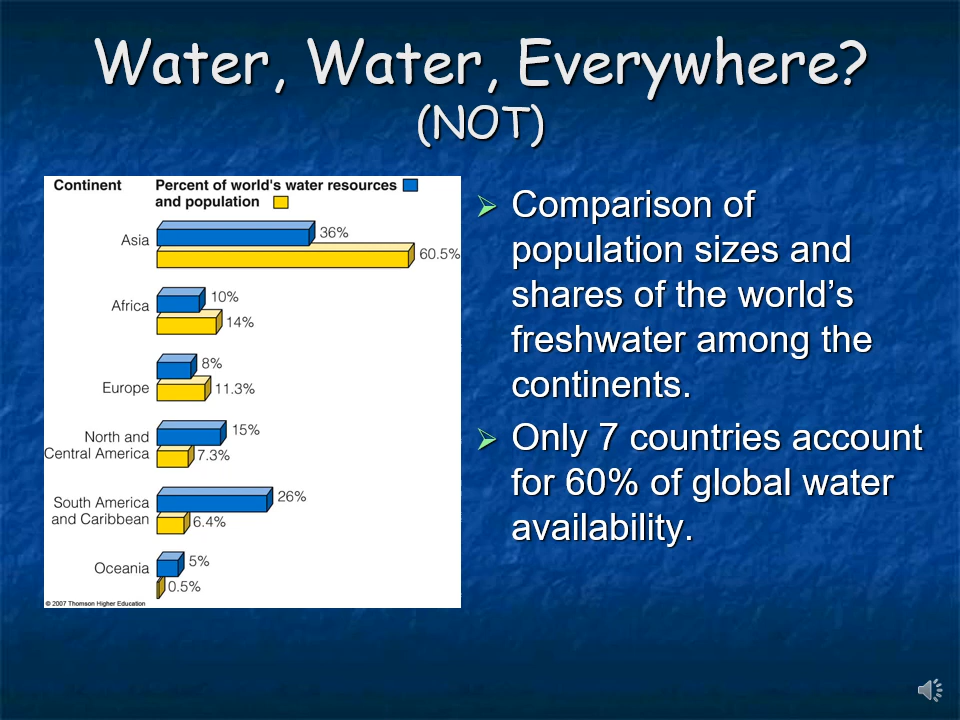 Water, Water, Everywhere?
(NOT)
Continent
Percent of world's water resources
and population
Asia
36%
60.5%
Africa
10%
14%
Europe
8%
11.3%
North and
Central America
15%
7.3%
South America
and Caribbean
26%
6.4%
Oceania
5%
0.5%
© 2007 Thomson Higher Education
Comparison of
population sizes and
shares of the world’s
freshwater among the
continents.
Only 7 countries account
for 60% of global water
availability.